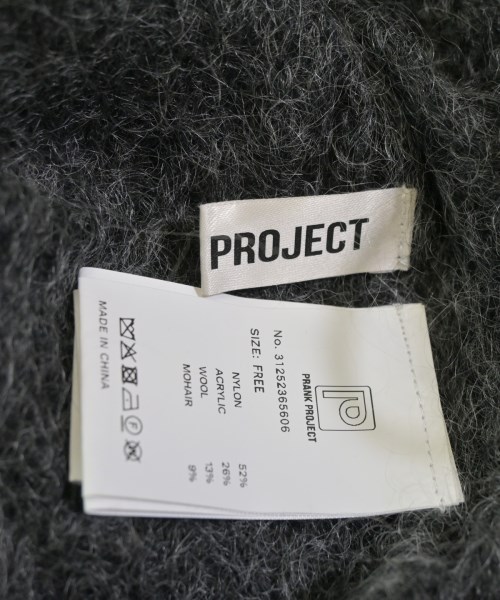 PROJECT
PRANK PROJECT
No. 31252365606
SIZE: FREE
NYLON 52%
ACRYLIC 26%
WOOL 13%
MOHAIR 9%
MADE IN CHINA